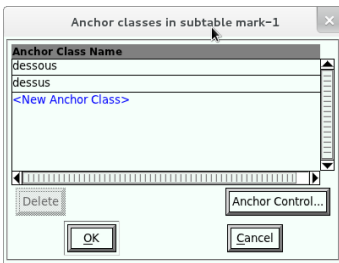 Anchor classes in subtable mark-1
Anchor Class Name
dessous
dessus
<New Anchor Class>
Delete
Anchor Control...
OK
Cancel